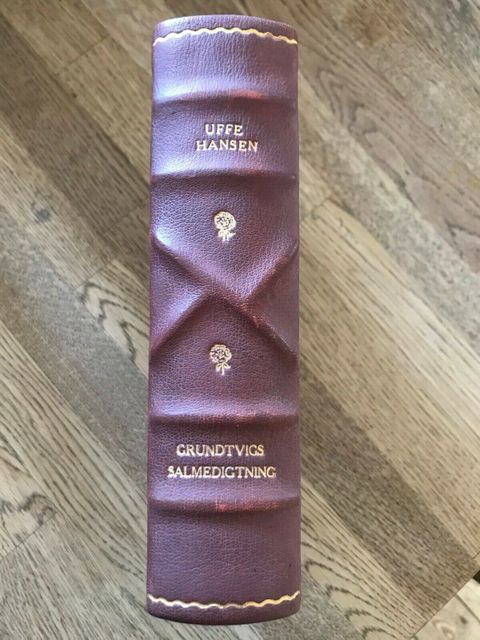 UFFE
HANSEN
GRUNDTVIGS
SALMEDIGTNING